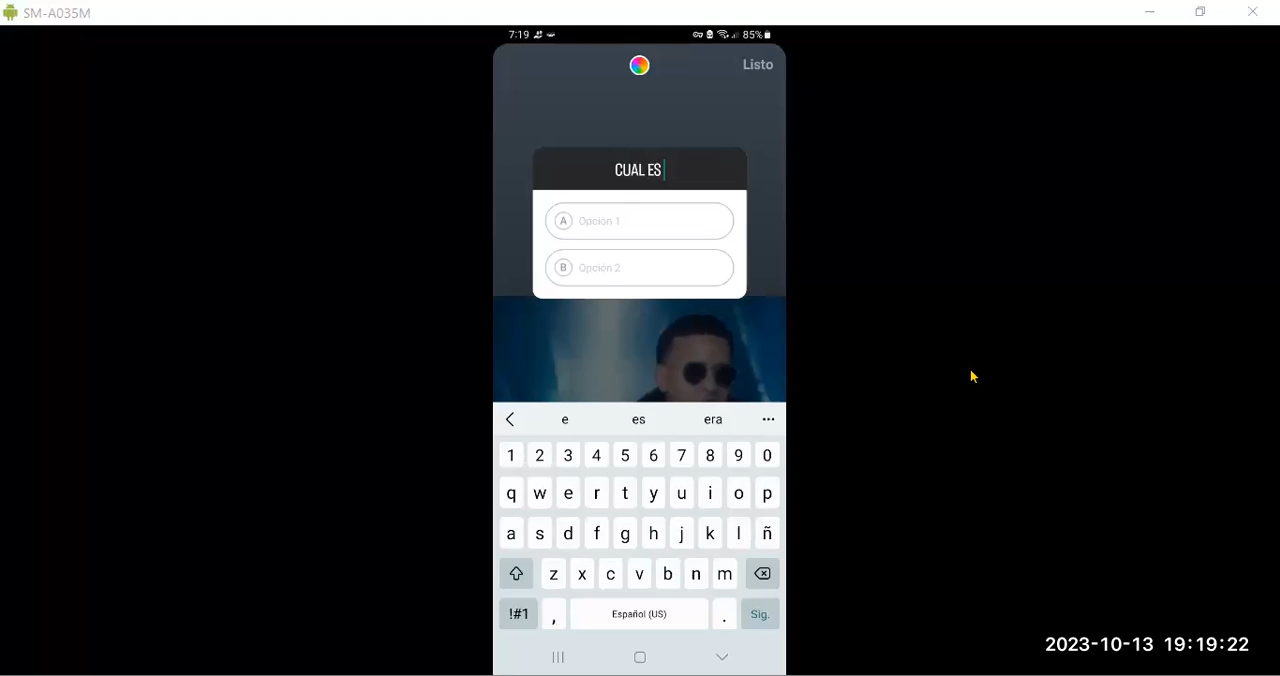 SM-A035M
7:19
85%
Listo
CUAL ES
A Opción 1
B Opción 2
e es era
1 2 3 4 5 6 7 8 9 0
q w e r t y u i o p
a s d f g h j k l ñ
z x c v b n m
!#1 , Español (US) . Sig.
2023-10-13 19:19:22